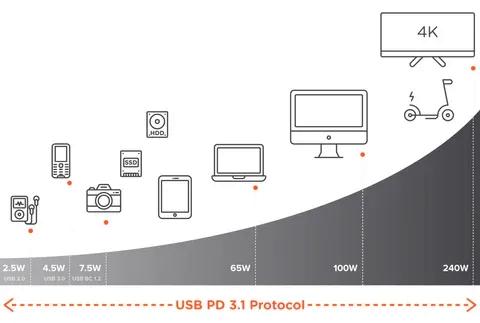 4K
HDD
SSD
2.5W 4.5W 7.5W 65W 100W 240W
USB 2.0 USB 3.0 USB BC 1.2
USB PD 3.1 Protocol